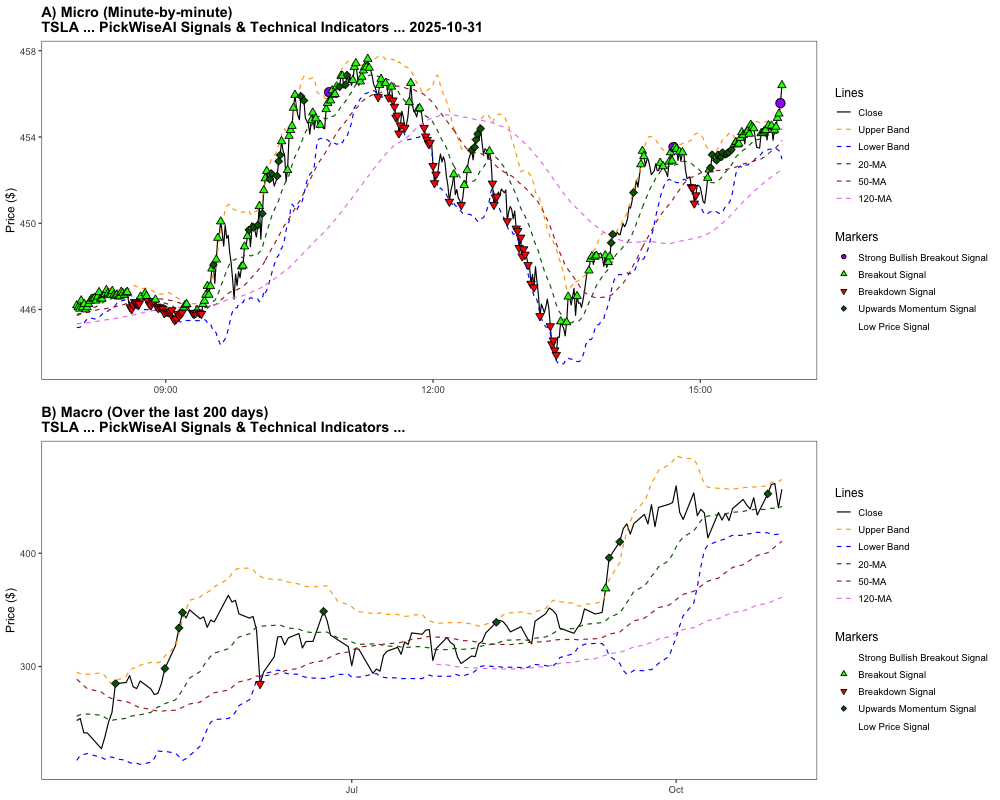 A) Micro (Minute-by-minute)
TSLA ... PickWiseAI Signals & Technical Indicators ... 2025-10-31
Price ($)
458
454
450
446
09:00
12:00
15:00
Lines
Close
Upper Band
Lower Band
20-MA
50-MA
120-MA
Markers
Strong Bullish Breakout Signal
Breakout Signal
Breakdown Signal
Upwards Momentum Signal
Low Price Signal
B) Macro (Over the last 200 days)
TSLA ... PickWiseAI Signals & Technical Indicators ...
Price ($)
400
300
Jul
Oct
Lines
Close
Upper Band
Lower Band
20-MA
50-MA
120-MA
Markers
Strong Bullish Breakout Signal
Breakout Signal
Breakdown Signal
Upwards Momentum Signal
Low Price Signal